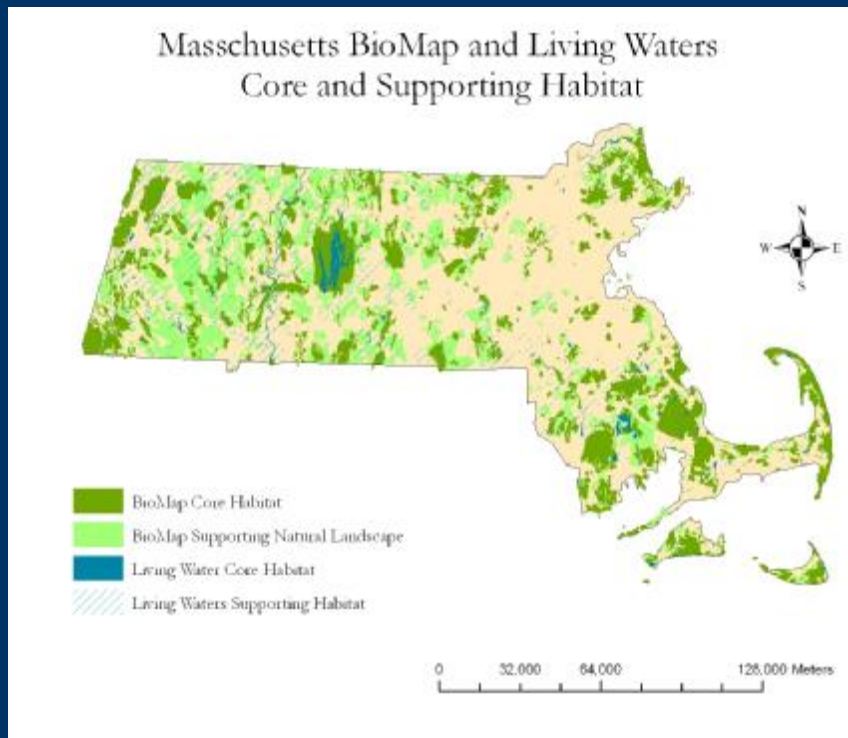 Masschusetts BioMap and Living Waters
Core and Supporting Habitat
N
W E
S
BioMap Core Habitat
BioMap Supporting Natural Landscape
Living Water Core Habitat
Living Waters Supporting Habitat
0 32,000 64,000 128,000 Meters